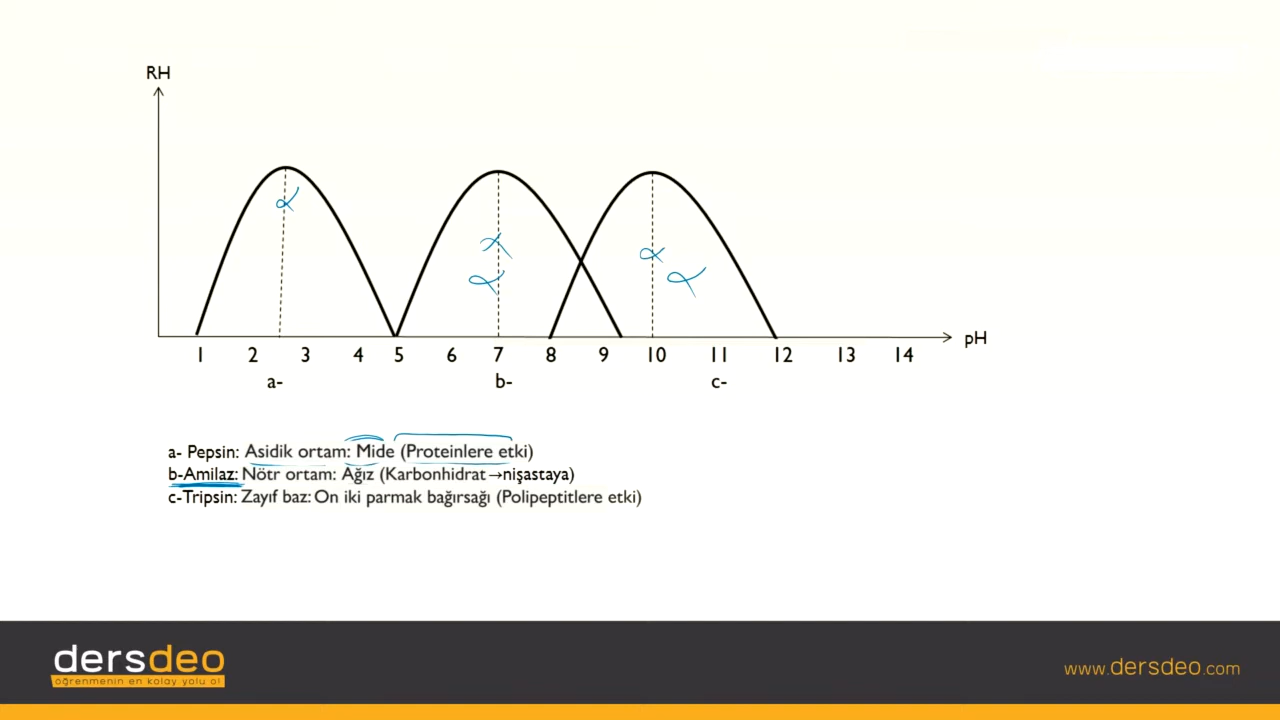 RH
pH
1 2 3 4 5 6 7 8 9 10 11 12 13 14
a- b- c-
a- Pepsin: Asidik ortam: Mide (Proteinlere etki)
b-Amilaz: Nötr ortam: Ağız (Karbonhidrat→nişastaya)
c-Tripsin: Zayıf baz: On iki parmak bağırsağı (Polipeptitlere etki)
dersdeo
öğrenmenin en kolay yolu ol
www.dersdeo.com